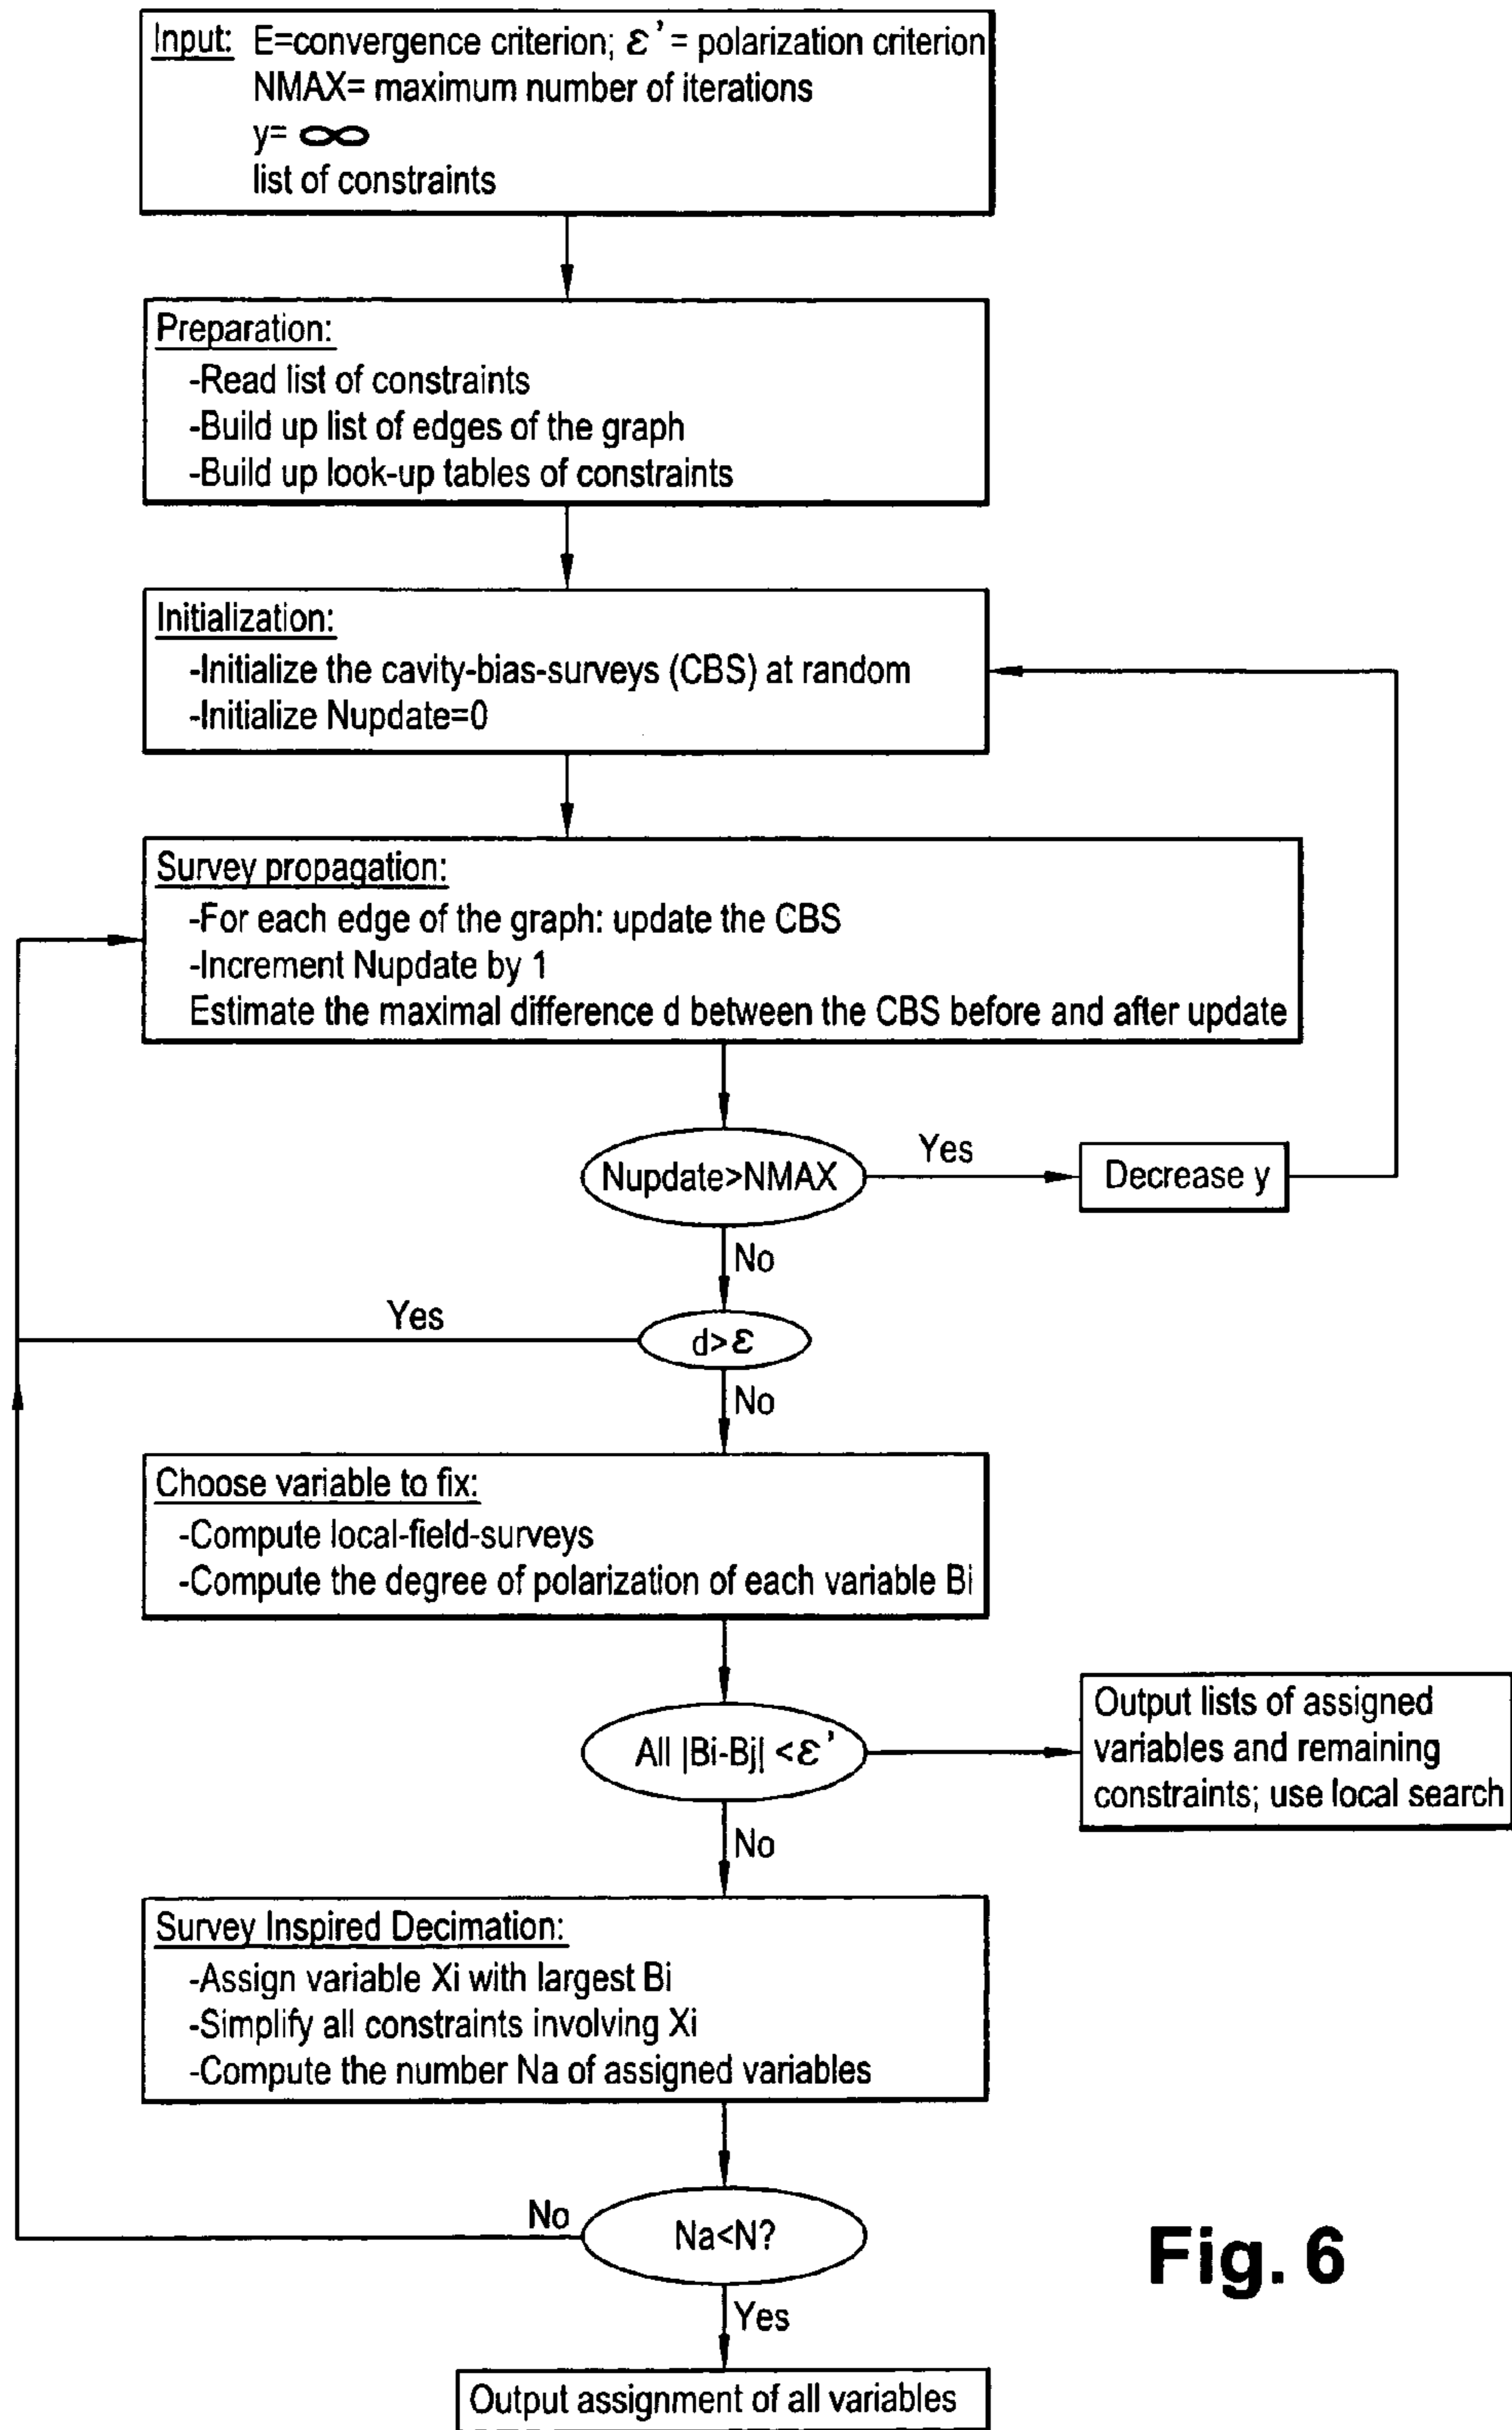 Input: E=convergence criterion; ε’= polarization criterion
NMAX= maximum number of iterations
y= ∞
list of constraints
Preparation:
-Read list of constraints
-Build up list of edges of the graph
-Build up look-up tables of constraints
Initialization:
-Initialize the cavity-bias-surveys (CBS) at random
-Initialize Nupdate=0
Survey propagation:
-For each edge of the graph: update the CBS
-Increment Nupdate by 1
Estimate the maximal difference d between the CBS before and after update
Nupdate>NMAX
Yes
Decrease y
No
Yes
d>ε
No
Choose variable to fix:
-Compute local-field-surveys
-Compute the degree of polarization of each variable Bi
All |Bi-Bj| <ε’
Output lists of assigned
variables and remaining
constraints; use local search
No
Survey Inspired Decimation:
-Assign variable Xi with largest Bi
-Simplify all constraints involving Xi
-Compute the number Na of assigned variables
No
Na<N?
Yes
Output assignment of all variables
Fig. 6